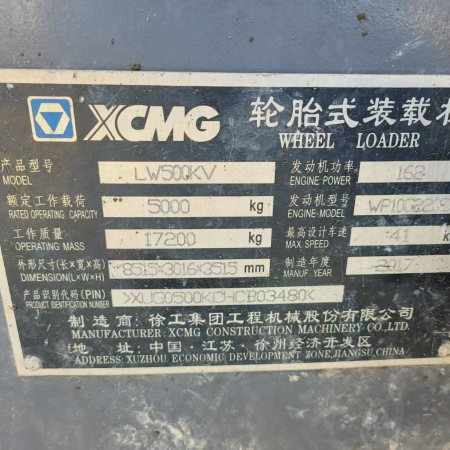 XCMG 轮胎式装载
WHEEL LOADER
产品型号 LW500KV 发动机功率 162
MODEL ENGINE POWER
额定工作载荷 5000 kg 发动机型号
RATED OPERATING CAPACITY ENGINE-MODEL
工作质量 17200 kg 最高设计车速 41
OPERATING MASS MAX. SPEED
外形尺寸(长×宽×高) 8515×3016×3515 mm 制造年度 2017
DIMENSION(L×W×H) MANUF YEAR
产品识别代码(PIN)
PRODUCT IDENTIFICATION CODE
制造商：徐工集团工程机械股份有限公司
MANUFACTURER: XCMG CONSTRUCTION MACHINERY CO.,LTD.
地址：中国·江苏·徐州经济开发区
ADDRESS: XUZHOU ECONOMIC DEVELOPMENT ZONE,JIANGSU,CHINA